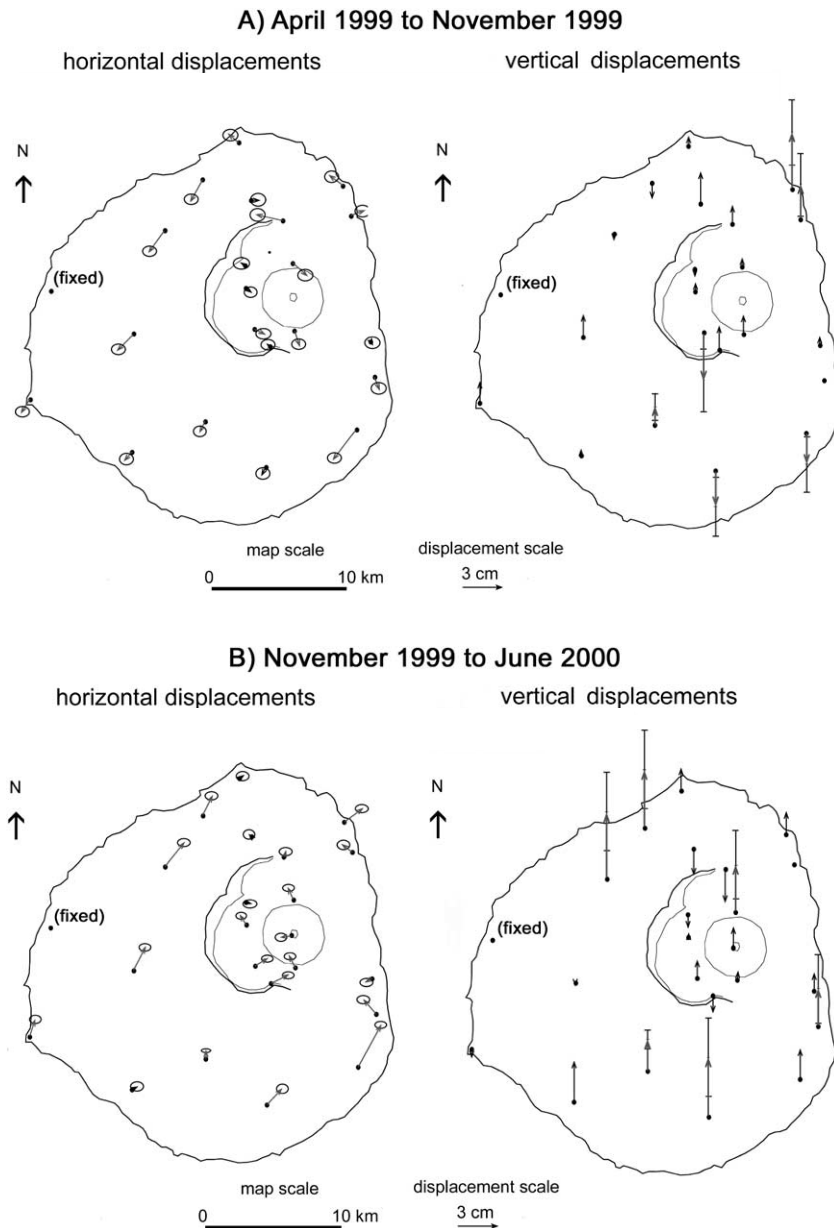 A) April 1999 to November 1999
horizontal displacements
vertical displacements
N
N
(fixed)
(fixed)
map scale
displacement scale
0 10 km
3 cm
B) November 1999 to June 2000
horizontal displacements
vertical displacements
N
N
(fixed)
(fixed)
map scale
displacement scale
0 10 km
3 cm